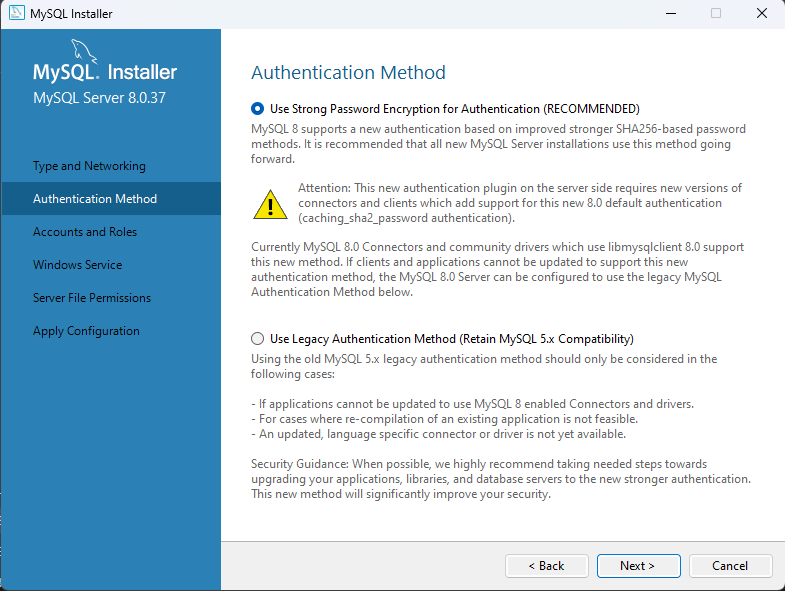 MySQL Installer
MySQL. Installer
MySQL Server 8.0.37
Type and Networking
Authentication Method
Accounts and Roles
Windows Service
Server File Permissions
Apply Configuration
Authentication Method
Use Strong Password Encryption for Authentication (RECOMMENDED)
MySQL 8 supports a new authentication based on improved stronger SHA256-based password
methods. It is recommended that all new MySQL Server installations use this method going
forward.
Attention: This new authentication plugin on the server side requires new versions of
connectors and clients which add support for this new 8.0 default authentication
(caching_sha2_password authentication).
Currently MySQL 8.0 Connectors and community drivers which use libmysqlclient 8.0 support
this new method. If clients and applications cannot be updated to support this new
authentication method, the MySQL 8.0 Server can be configured to use the legacy MySQL
Authentication Method below.
Use Legacy Authentication Method (Retain MySQL 5.x Compatibility)
Using the old MySQL 5.x legacy authentication method should only be considered in the
following cases:
- If applications cannot be updated to use MySQL 8 enabled Connectors and drivers.
- For cases where re-compilation of an existing application is not feasible.
- An updated, language specific connector or driver is not yet available.
Security Guidance: When possible, we highly recommend taking needed steps towards
upgrading your applications, libraries, and database servers to the new stronger authentication.
This new method will significantly improve your security.
< Back
Next >
Cancel